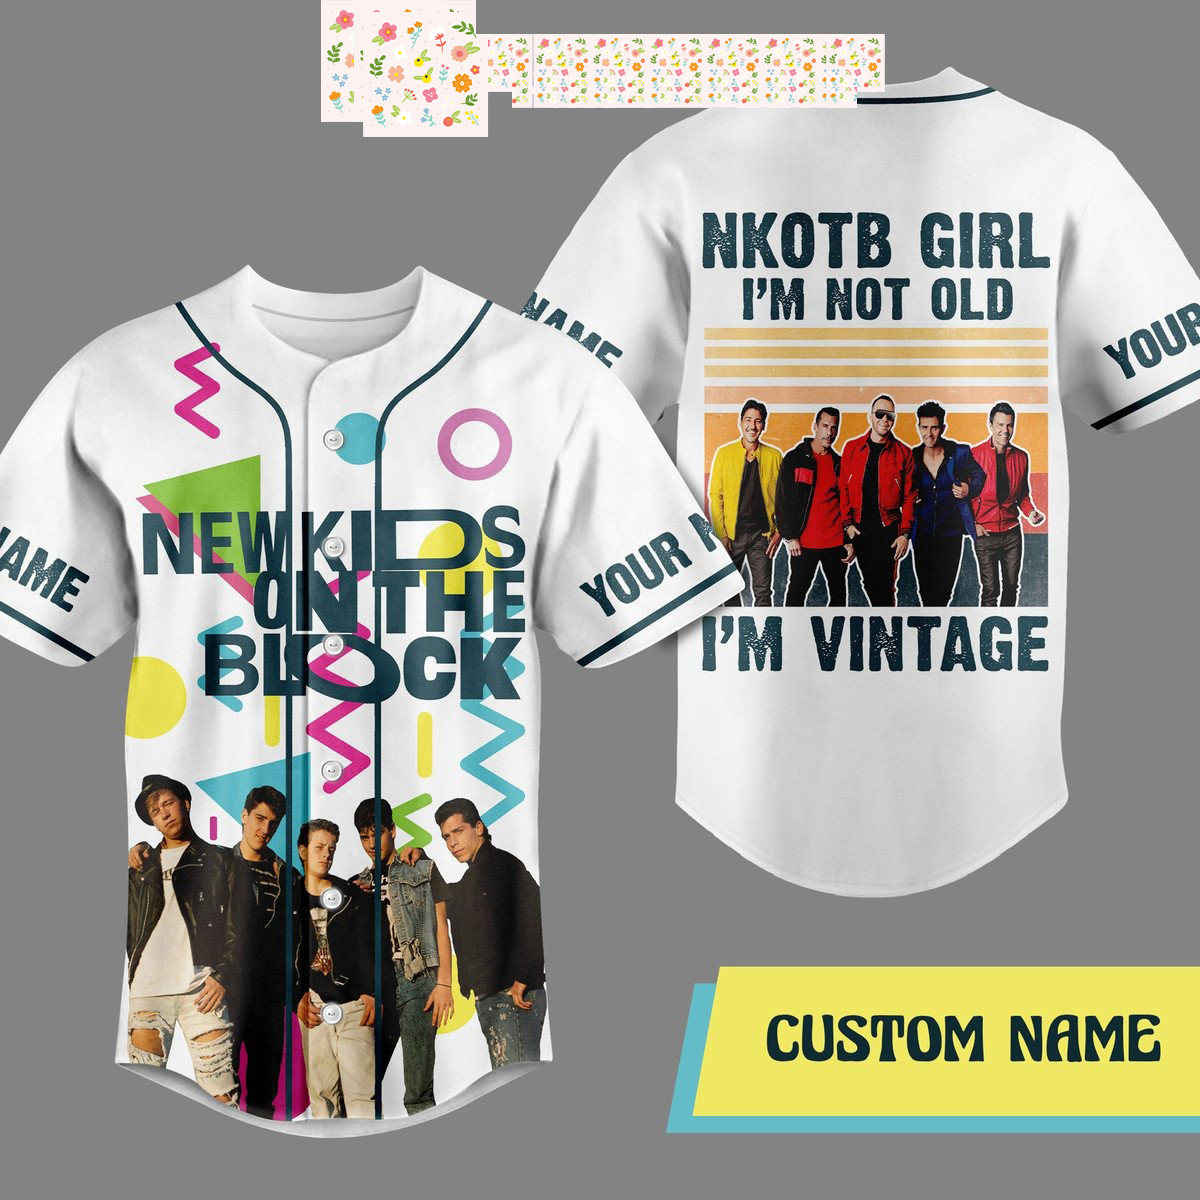 NKOTB GIRL
I'M NOT OLD
I'M VINTAGE
NAME
YOUR
NEW KIDS
ON THE
BLOCK
NAME
YOUR N
CUSTOM NAME